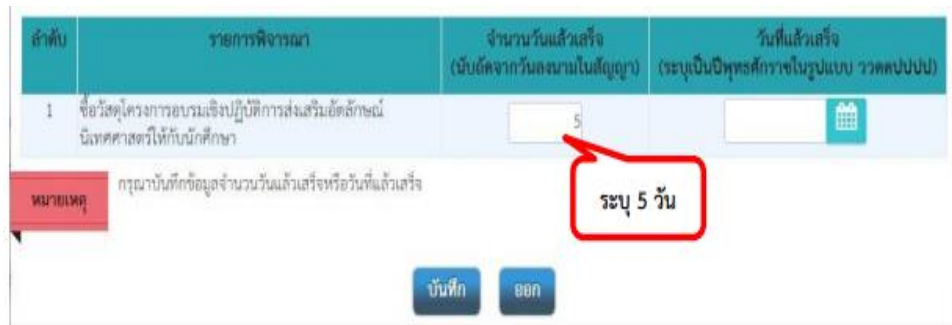 ลำดับ
รายการพิจารณา
จำนวนวันแล้วเสร็จ
(นับถัดจากวันลงนามในสัญญา)
วันที่แล้วเสร็จ
(ระบุเป็นปีพุทธศักราชในรูปแบบ ววดดปปปป)
1
ซื้อวัสดุโครงการอบรมเชิงปฏิบัติการส่งเสริมอัตลักษณ์
นิเทศศาสตร์ให้กับนักศึกษา
5
หมายเหตุ
กรุณาบันทึกข้อมูลจำนวนวันแล้วเสร็จหรือวันที่แล้วเสร็จ
ระบุ 5 วัน
บันทึก
ออก